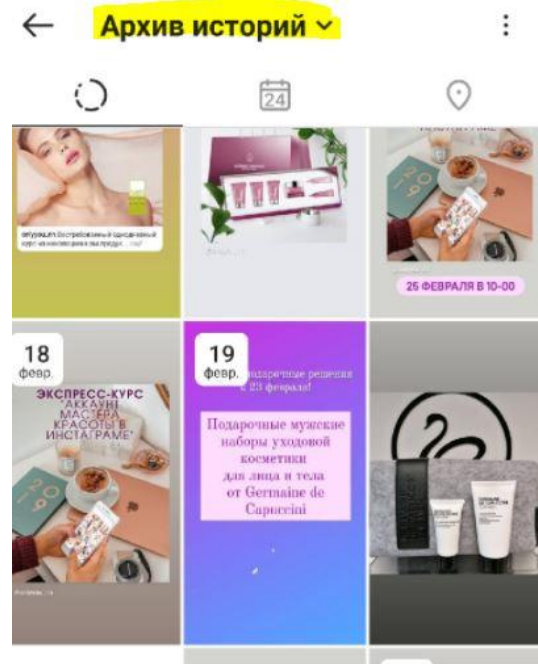 Архив историй
24
25 ФЕВРАЛЯ В 10-00
18
февр.
ЭКСПРЕСС-КУРС
"АККАУНТ
МАСТЕРА
КРАСОТЫ В
ИНСТАГРАМЕ"
2019
19
февр.
подарочные решения
с 23 февраля!
Подарочные мужские
наборы уходовой
косметики
для лица и тела
от Germaine de
Capuccini